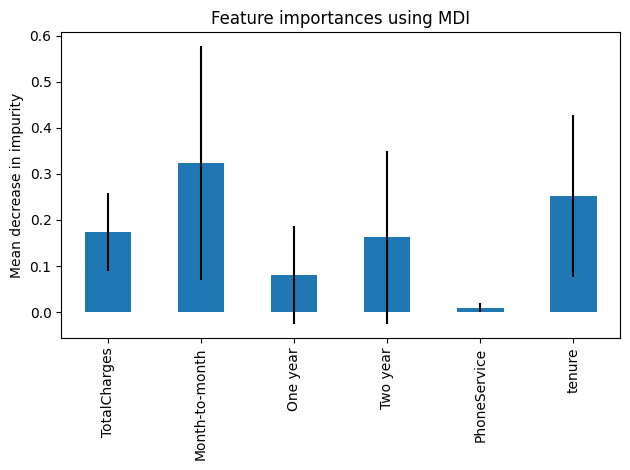 Feature importances using MDI
Mean decrease in impurity
0.6
0.5
0.4
0.3
0.2
0.1
0.0
TotalCharges
Month-to-month
One year
Two year
PhoneService
tenure